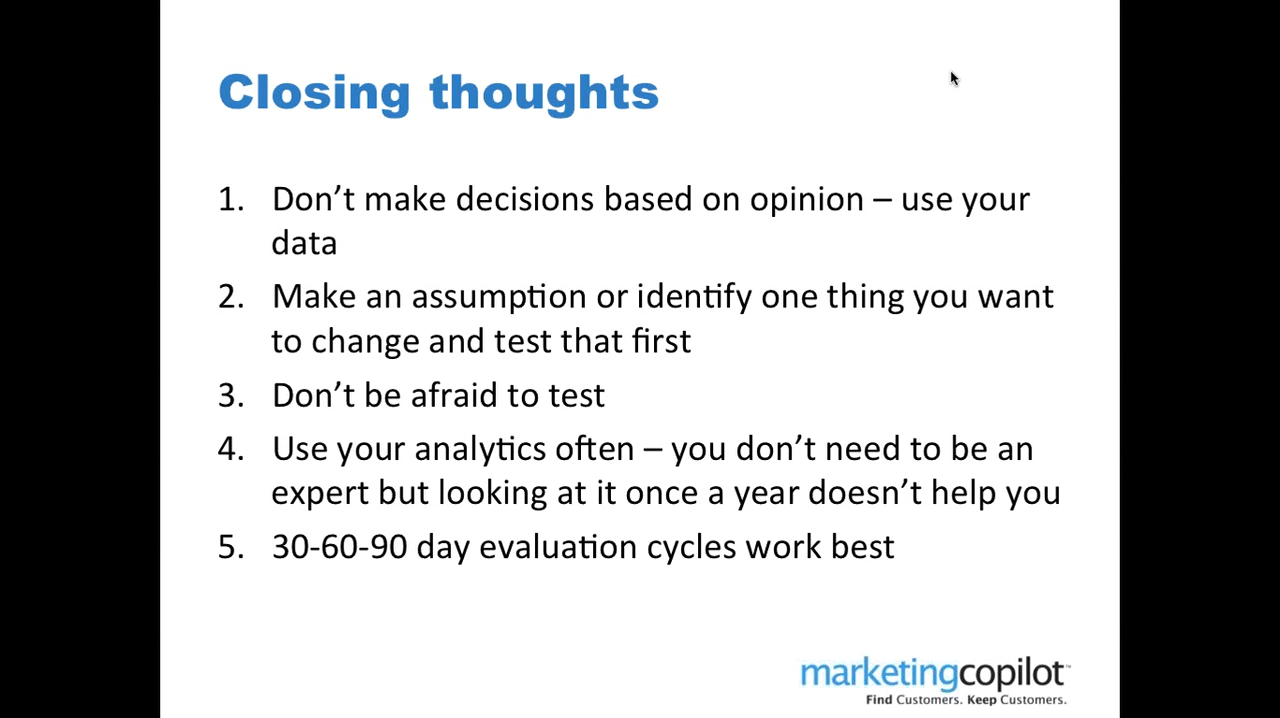 Closing thoughts
1. Don’t make decisions based on opinion – use your
data
2. Make an assumption or identify one thing you want
to change and test that first
3. Don’t be afraid to test
4. Use your analytics often – you don’t need to be an
expert but looking at it once a year doesn’t help you
5. 30-60-90 day evaluation cycles work best
marketingcopilot™
Find Customers. Keep Customers.